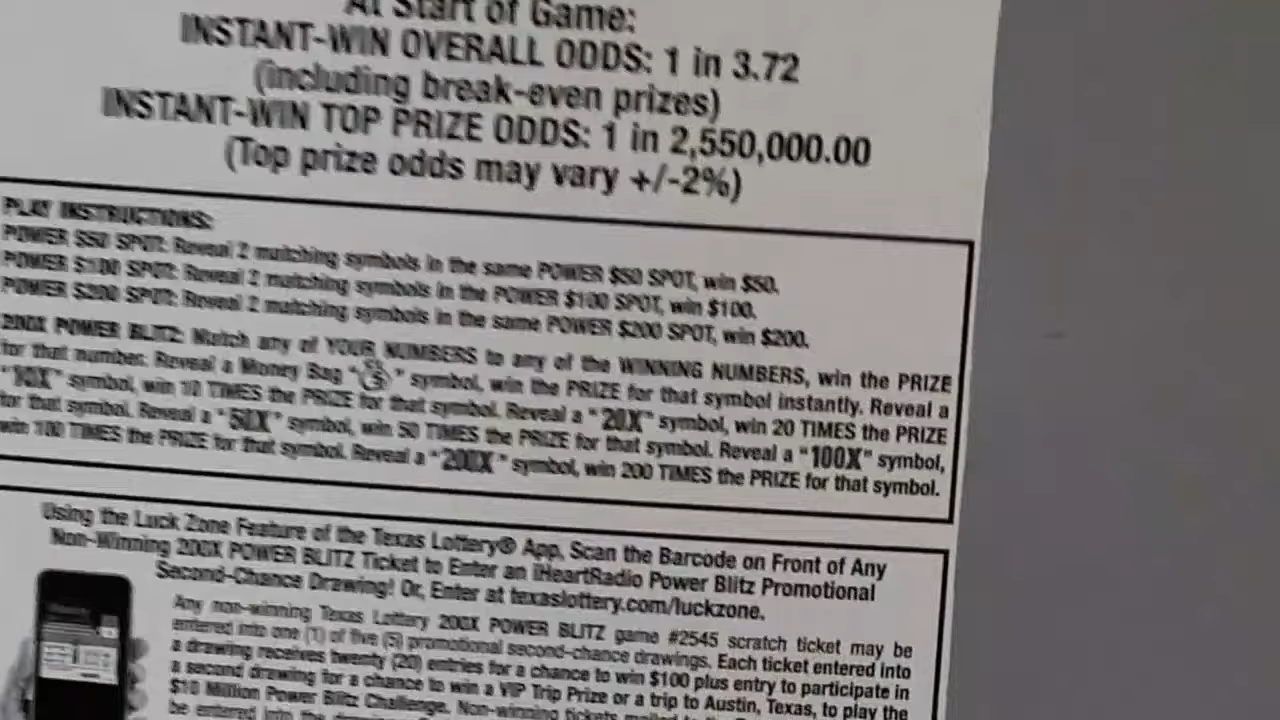 At Start of Game:
INSTANT-WIN OVERALL ODDS: 1 in 3.72
(including break-even prizes)
INSTANT-WIN TOP PRIZE ODDS: 1 in 2,550,000.00
(Top prize odds may vary +/-2%)
PLAY INSTRUCTIONS:
POWER $50 SPOT: Reveal 2 matching symbols in the same POWER $50 SPOT, win $50.
POWER $100 SPOT: Reveal 2 matching symbols in the POWER $100 SPOT, win $100.
POWER $200 SPOT: Reveal 2 matching symbols in the same POWER $200 SPOT, win $200.
200X POWER BLITZ: Match any of YOUR NUMBERS to any of the WINNING NUMBERS, win the PRIZE
for that number. Reveal a Money Bag " " symbol, win the PRIZE for that symbol instantly. Reveal a
"10X" symbol, win 10 TIMES the PRIZE for that symbol. Reveal a "20X" symbol, win 20 TIMES the PRIZE
for that symbol. Reveal a "50X" symbol, win 50 TIMES the PRIZE for that symbol. Reveal a "100X" symbol,
win 100 TIMES the PRIZE for that symbol. Reveal a "200X" symbol, win 200 TIMES the PRIZE for that symbol.
Using the Luck Zone Feature of the Texas Lottery® App, Scan the Barcode on Front of Any
Non-Winning 200X POWER BLITZ Ticket to Enter an iHeartRadio Power Blitz Promotional
Second-Chance Drawing! Or, Enter at texaslottery.com/luckzone.
Any non-winning Texas Lottery 200X POWER BLITZ game #2545 scratch ticket may be
entered into one (1) of five (5) promotional second-chance drawings. Each ticket entered into
a drawing receives twenty (20) entries for a chance to win $100 plus entry to participate in
a second drawing for a chance to win a VIP Trip Prize or a trip to Austin, Texas, to play the
$10 Million Power Blitz Challenge. Non-winning tickets mailed to the
be entered into the